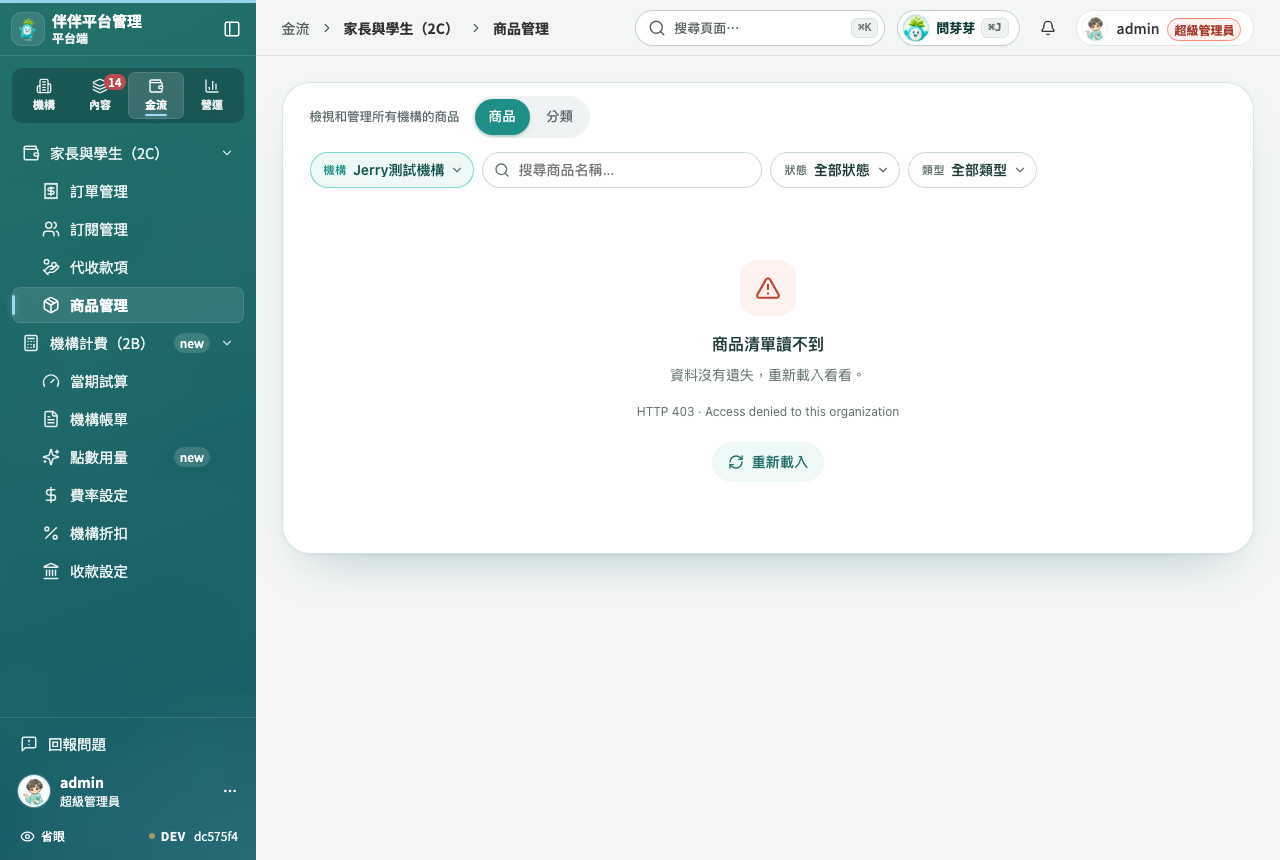 伴伴平台管理
平台端
機構
內容
14
金流
營運
家長與學生（2C）
訂單管理
訂閱管理
代收款項
商品管理
機構計費（2B）
new
當期試算
機構帳單
點數用量
new
費率設定
機構折扣
收款設定
回報問題
admin
超級管理員
省眼
DEV dc575f4
金流
家長與學生（2C）
商品管理
搜尋頁面⋯
⌘K
問芽芽
⌘J
admin
超級管理員
檢視和管理所有機構的商品
商品
分類
機構 Jerry測試機構
搜尋商品名稱...
狀態 全部狀態
類型 全部類型
商品清單讀不到
資料沒有遺失，重新載入看看。
HTTP 403 · Access denied to this organization
重新載入